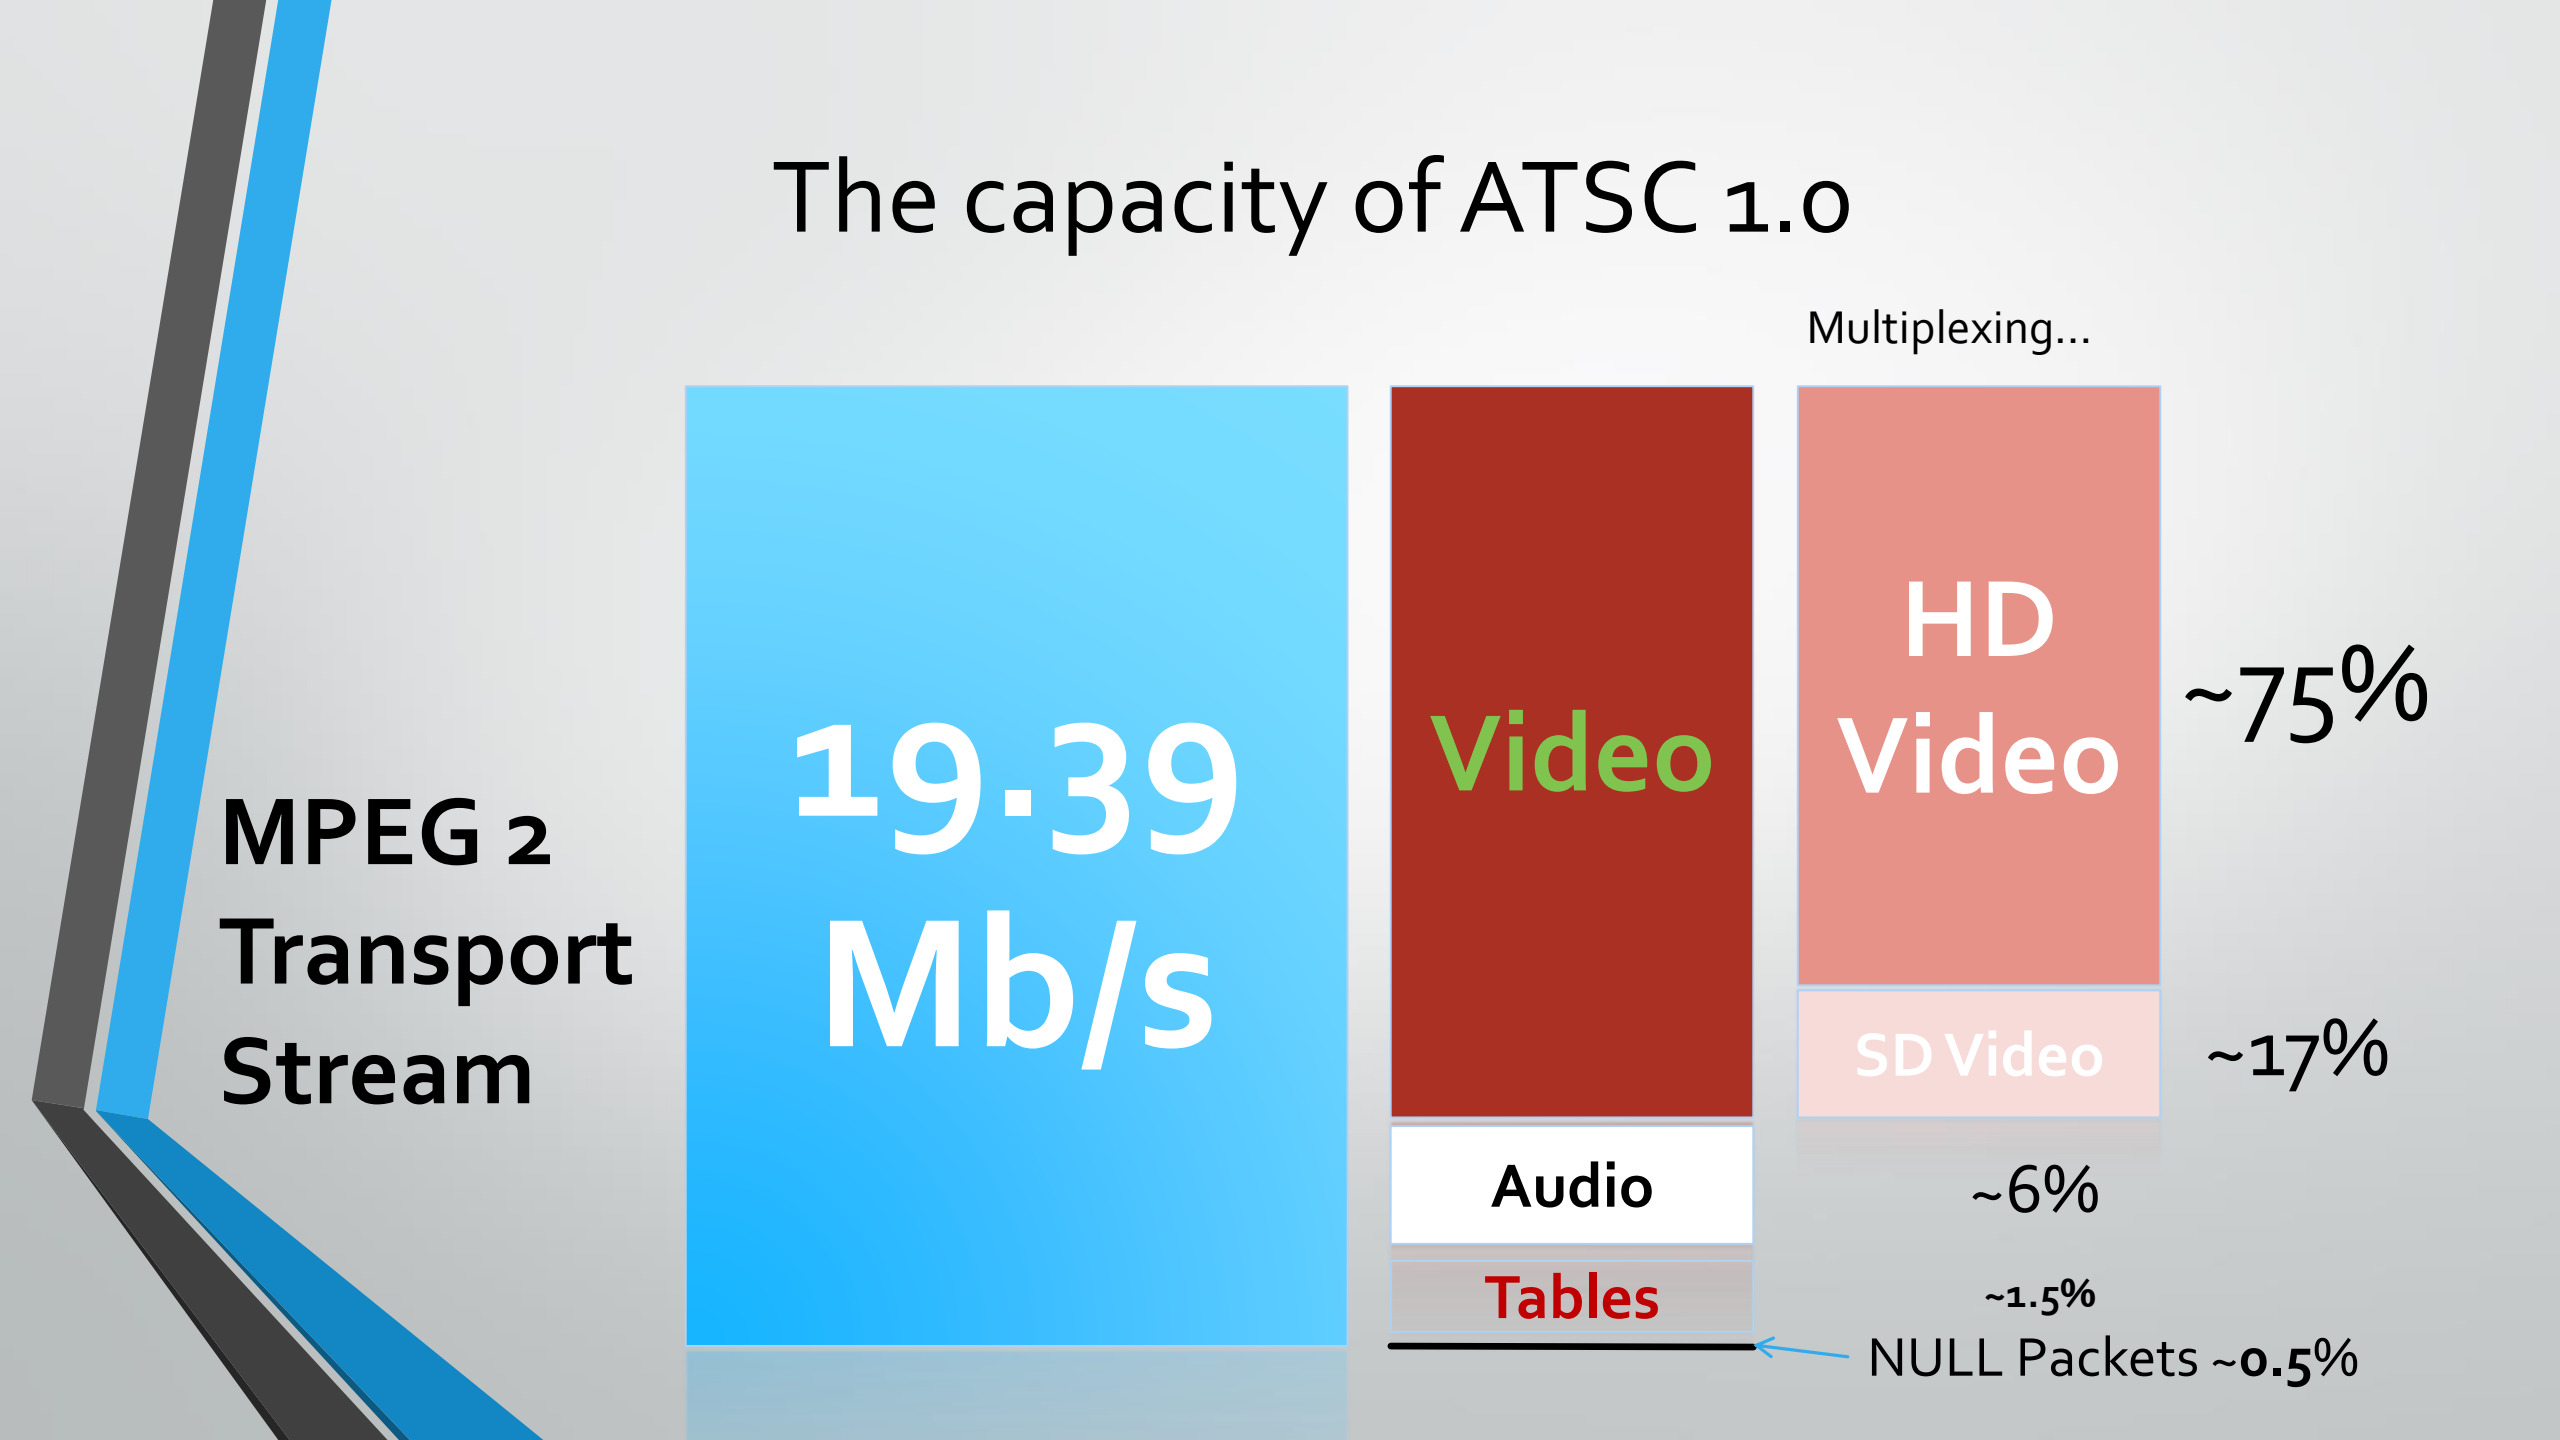 The capacity of ATSC 1.0
Multiplexing...
MPEG 2
Transport
Stream
19.39
Mb/s
Video
HD
Video
~75%
SD Video
~17%
Audio
~6%
Tables
~1.5%
NULL Packets ~0.5%